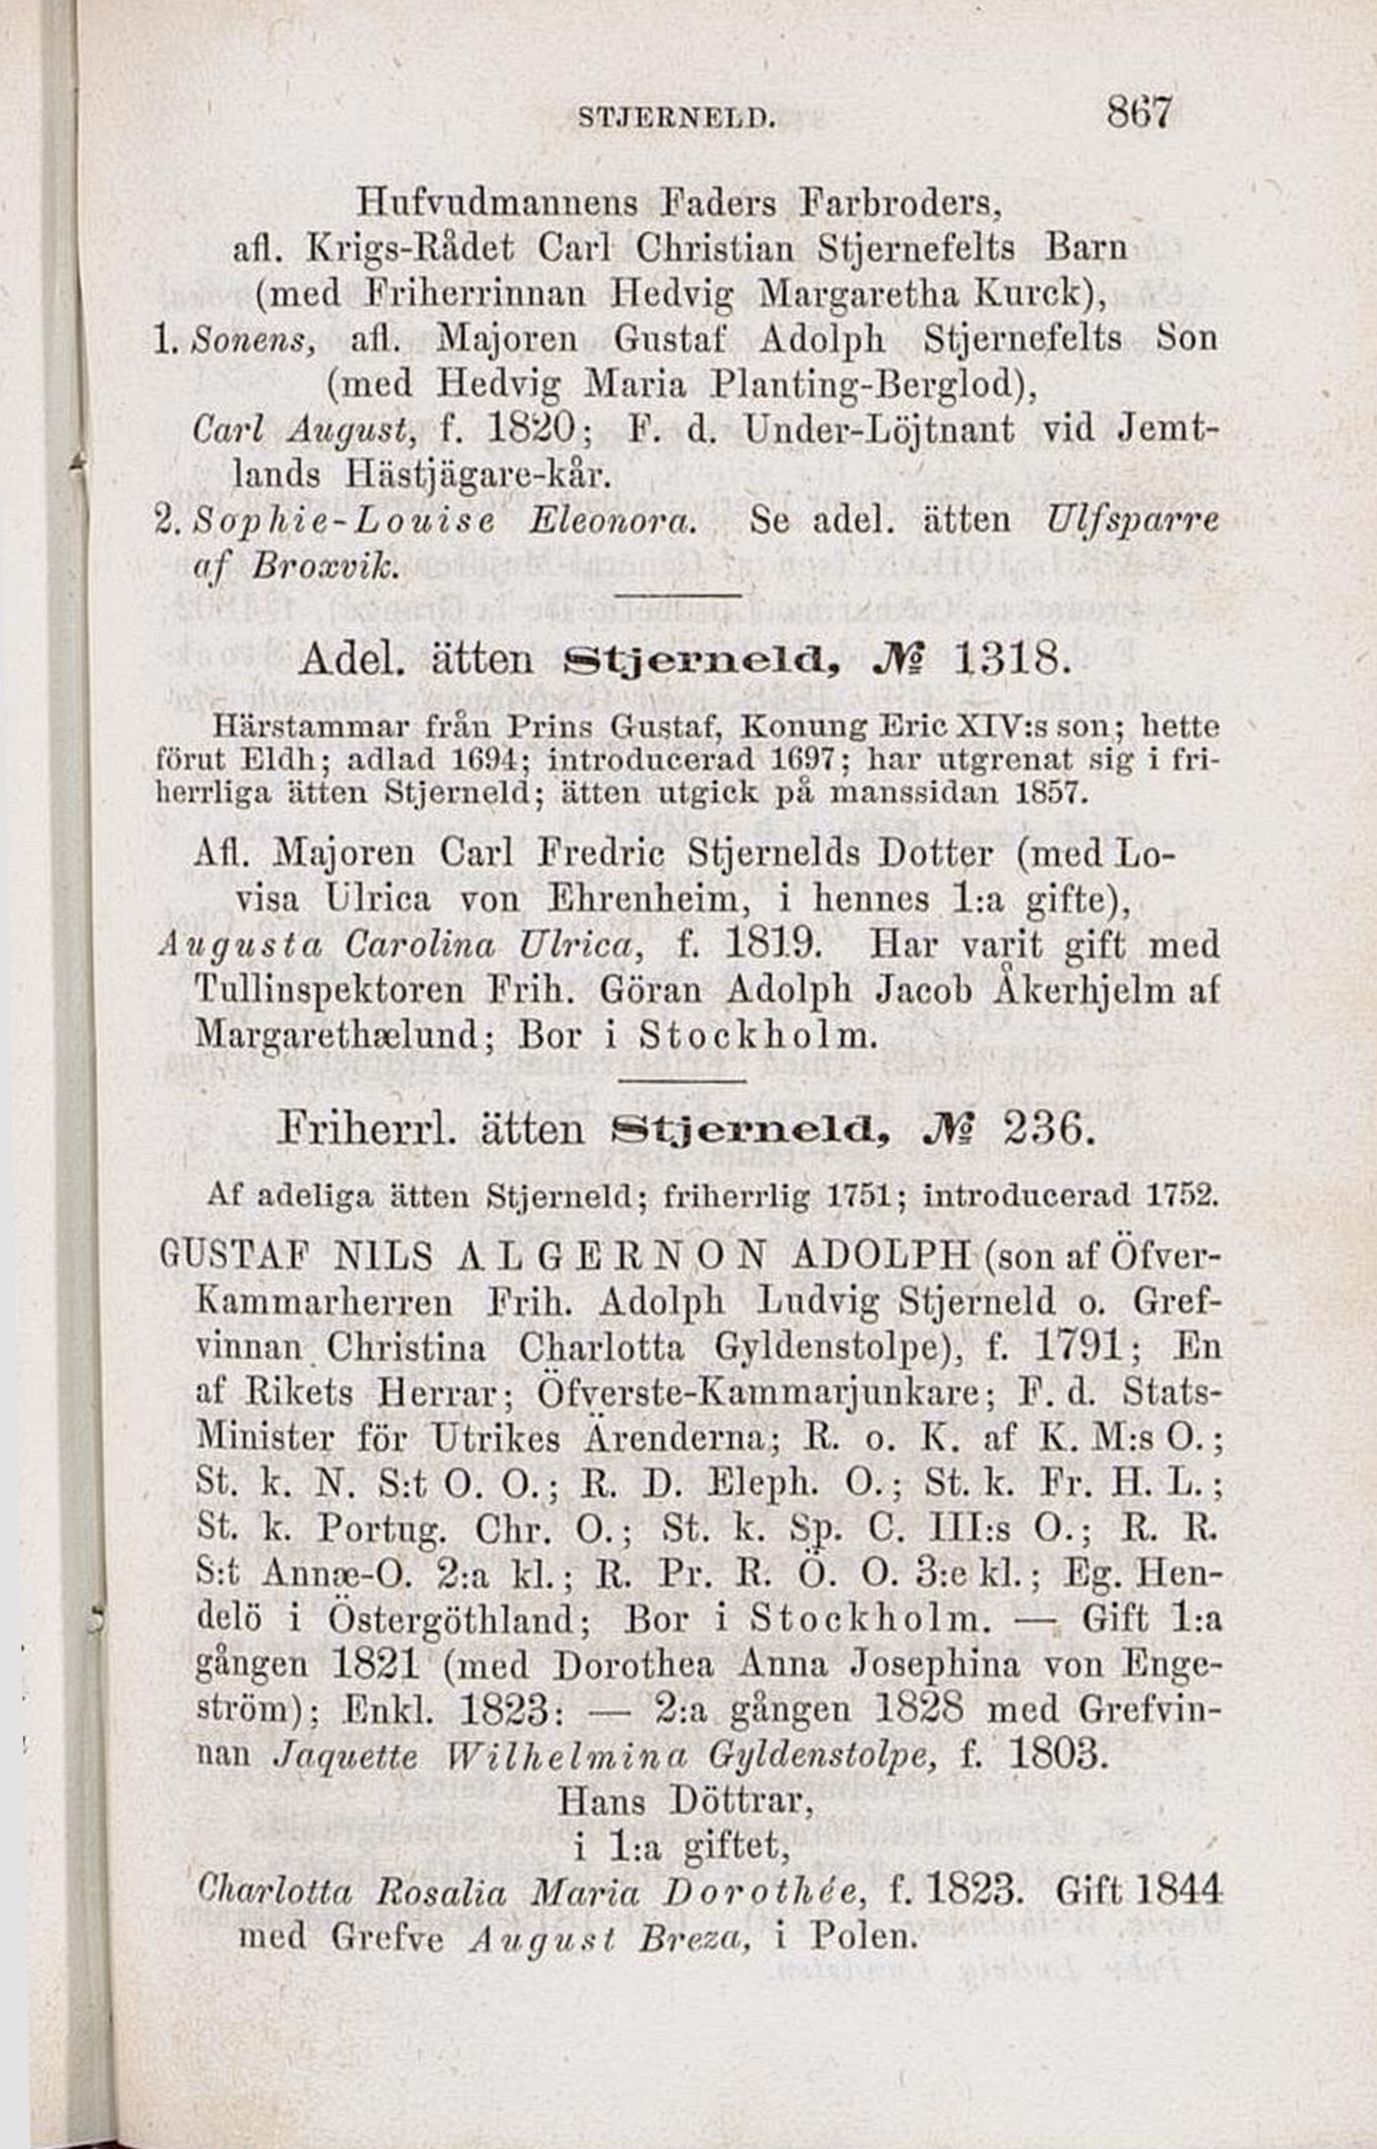 STJERNELD. 867
Hufvudmannens Faders Farbroders,
afl. Krigs-Rådet Carl Christian Stjernefelts Barn
(med Friherrinnan Hedvig Margaretha Kurck),
1. Sonens, afl. Majoren Gustaf Adolph Stjernefelts Son
(med Hedvig Maria Planting-Berglod),
Carl August, f. 1820; F. d. Under-Löjtnant vid Jemt-
lands Hästjägare-kår.
2. Sophie-Louise Eleonora. Se adel. ätten Ulfsparre
af Broxvik.
Adel. ätten Stjerneld, № 1318.
Härstammar från Prins Gustaf, Konung Eric XIV:s son; hette
förut Eldh; adlad 1694; introducerad 1697; har utgrenat sig i fri-
herrliga ätten Stjerneld; ätten utgick på manssidan 1857.
Afl. Majoren Carl Fredric Stjernelds Dotter (med Lo-
visa Ulrica von Ehrenheim, i hennes 1:a gifte),
Augusta Carolina Ulrica, f. 1819. Har varit gift med
Tullinspektoren Frih. Göran Adolph Jacob Åkerhjelm af
Margarethælund; Bor i Stockholm.
Friherrl. ätten Stjerneld, № 236.
Af adeliga ätten Stjerneld; friherrlig 1751; introducerad 1752.
GUSTAF NILS ALGERNON ADOLPH (son af Öfver-
Kammarherren Frih. Adolph Ludvig Stjerneld o. Gref-
vinnan Christina Charlotta Gyldenstolpe), f. 1791; En
af Rikets Herrar; Öfverste-Kammarjunkare; F. d. Stats-
Minister för Utrikes Ärenderna; R. o. K. af K. M:s O.;
St. k. N. S:t O. O.; R. D. Eleph. O.; St. k. Fr. H. L.;
St. k. Portug. Chr. O.; St. k. Sp. C. III:s O.; R. R.
S:t Annæ-O. 2:a kl.; R. Pr. R. Ö. O. 3:e kl.; Eg. Hen-
delö i Östergöthland; Bor i Stockholm. — Gift 1:a
gången 1821 (med Dorothea Anna Josephina von Enge-
ström); Enkl. 1823: — 2:a gången 1828 med Grefvin-
nan Jaquette Wilhelmina Gyldenstolpe, f. 1803.
Hans Döttrar,
i 1:a giftet,
Charlotta Rosalia Maria Dorothée, f. 1823. Gift 1844
med Grefve August Breza, i Polen.